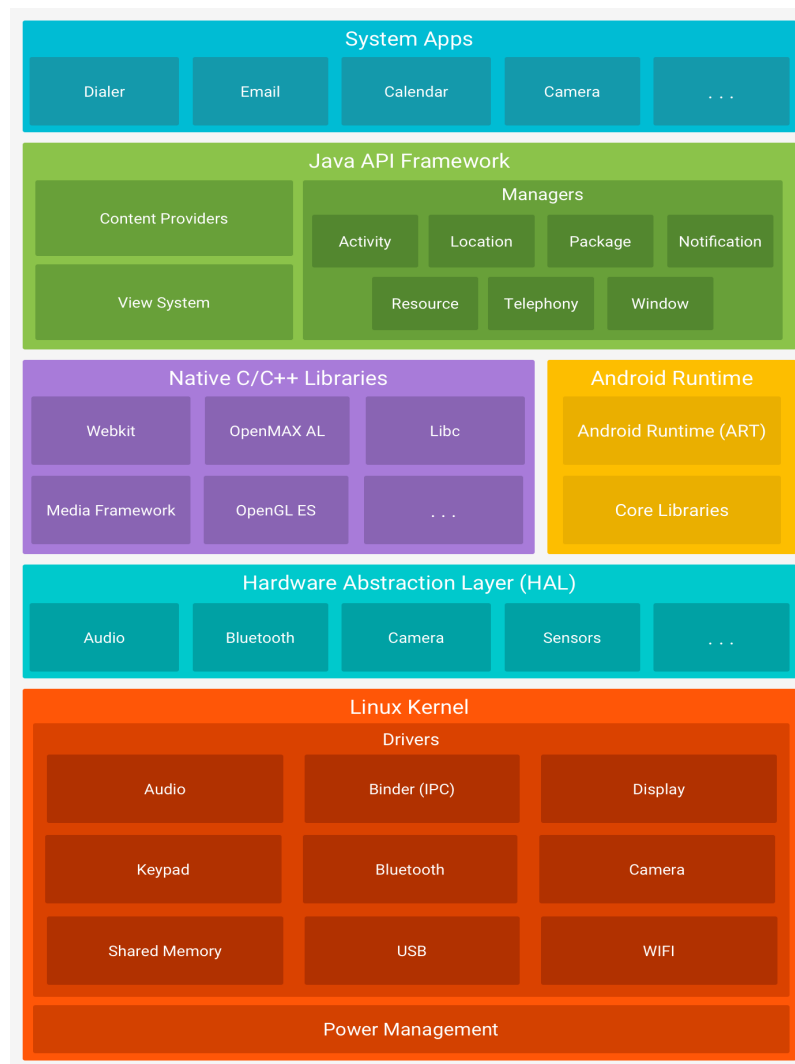 System Apps
Dialer
Email
Calendar
Camera
. . .
Java API Framework
Content Providers
View System
Managers
Activity
Location
Package
Notification
Resource
Telephony
Window
Native C/C++ Libraries
Webkit
OpenMAX AL
Libc
Media Framework
OpenGL ES
. . .
Android Runtime
Android Runtime (ART)
Core Libraries
Hardware Abstraction Layer (HAL)
Audio
Bluetooth
Camera
Sensors
. . .
Linux Kernel
Drivers
Audio
Binder (IPC)
Display
Keypad
Bluetooth
Camera
Shared Memory
USB
WIFI
Power Management